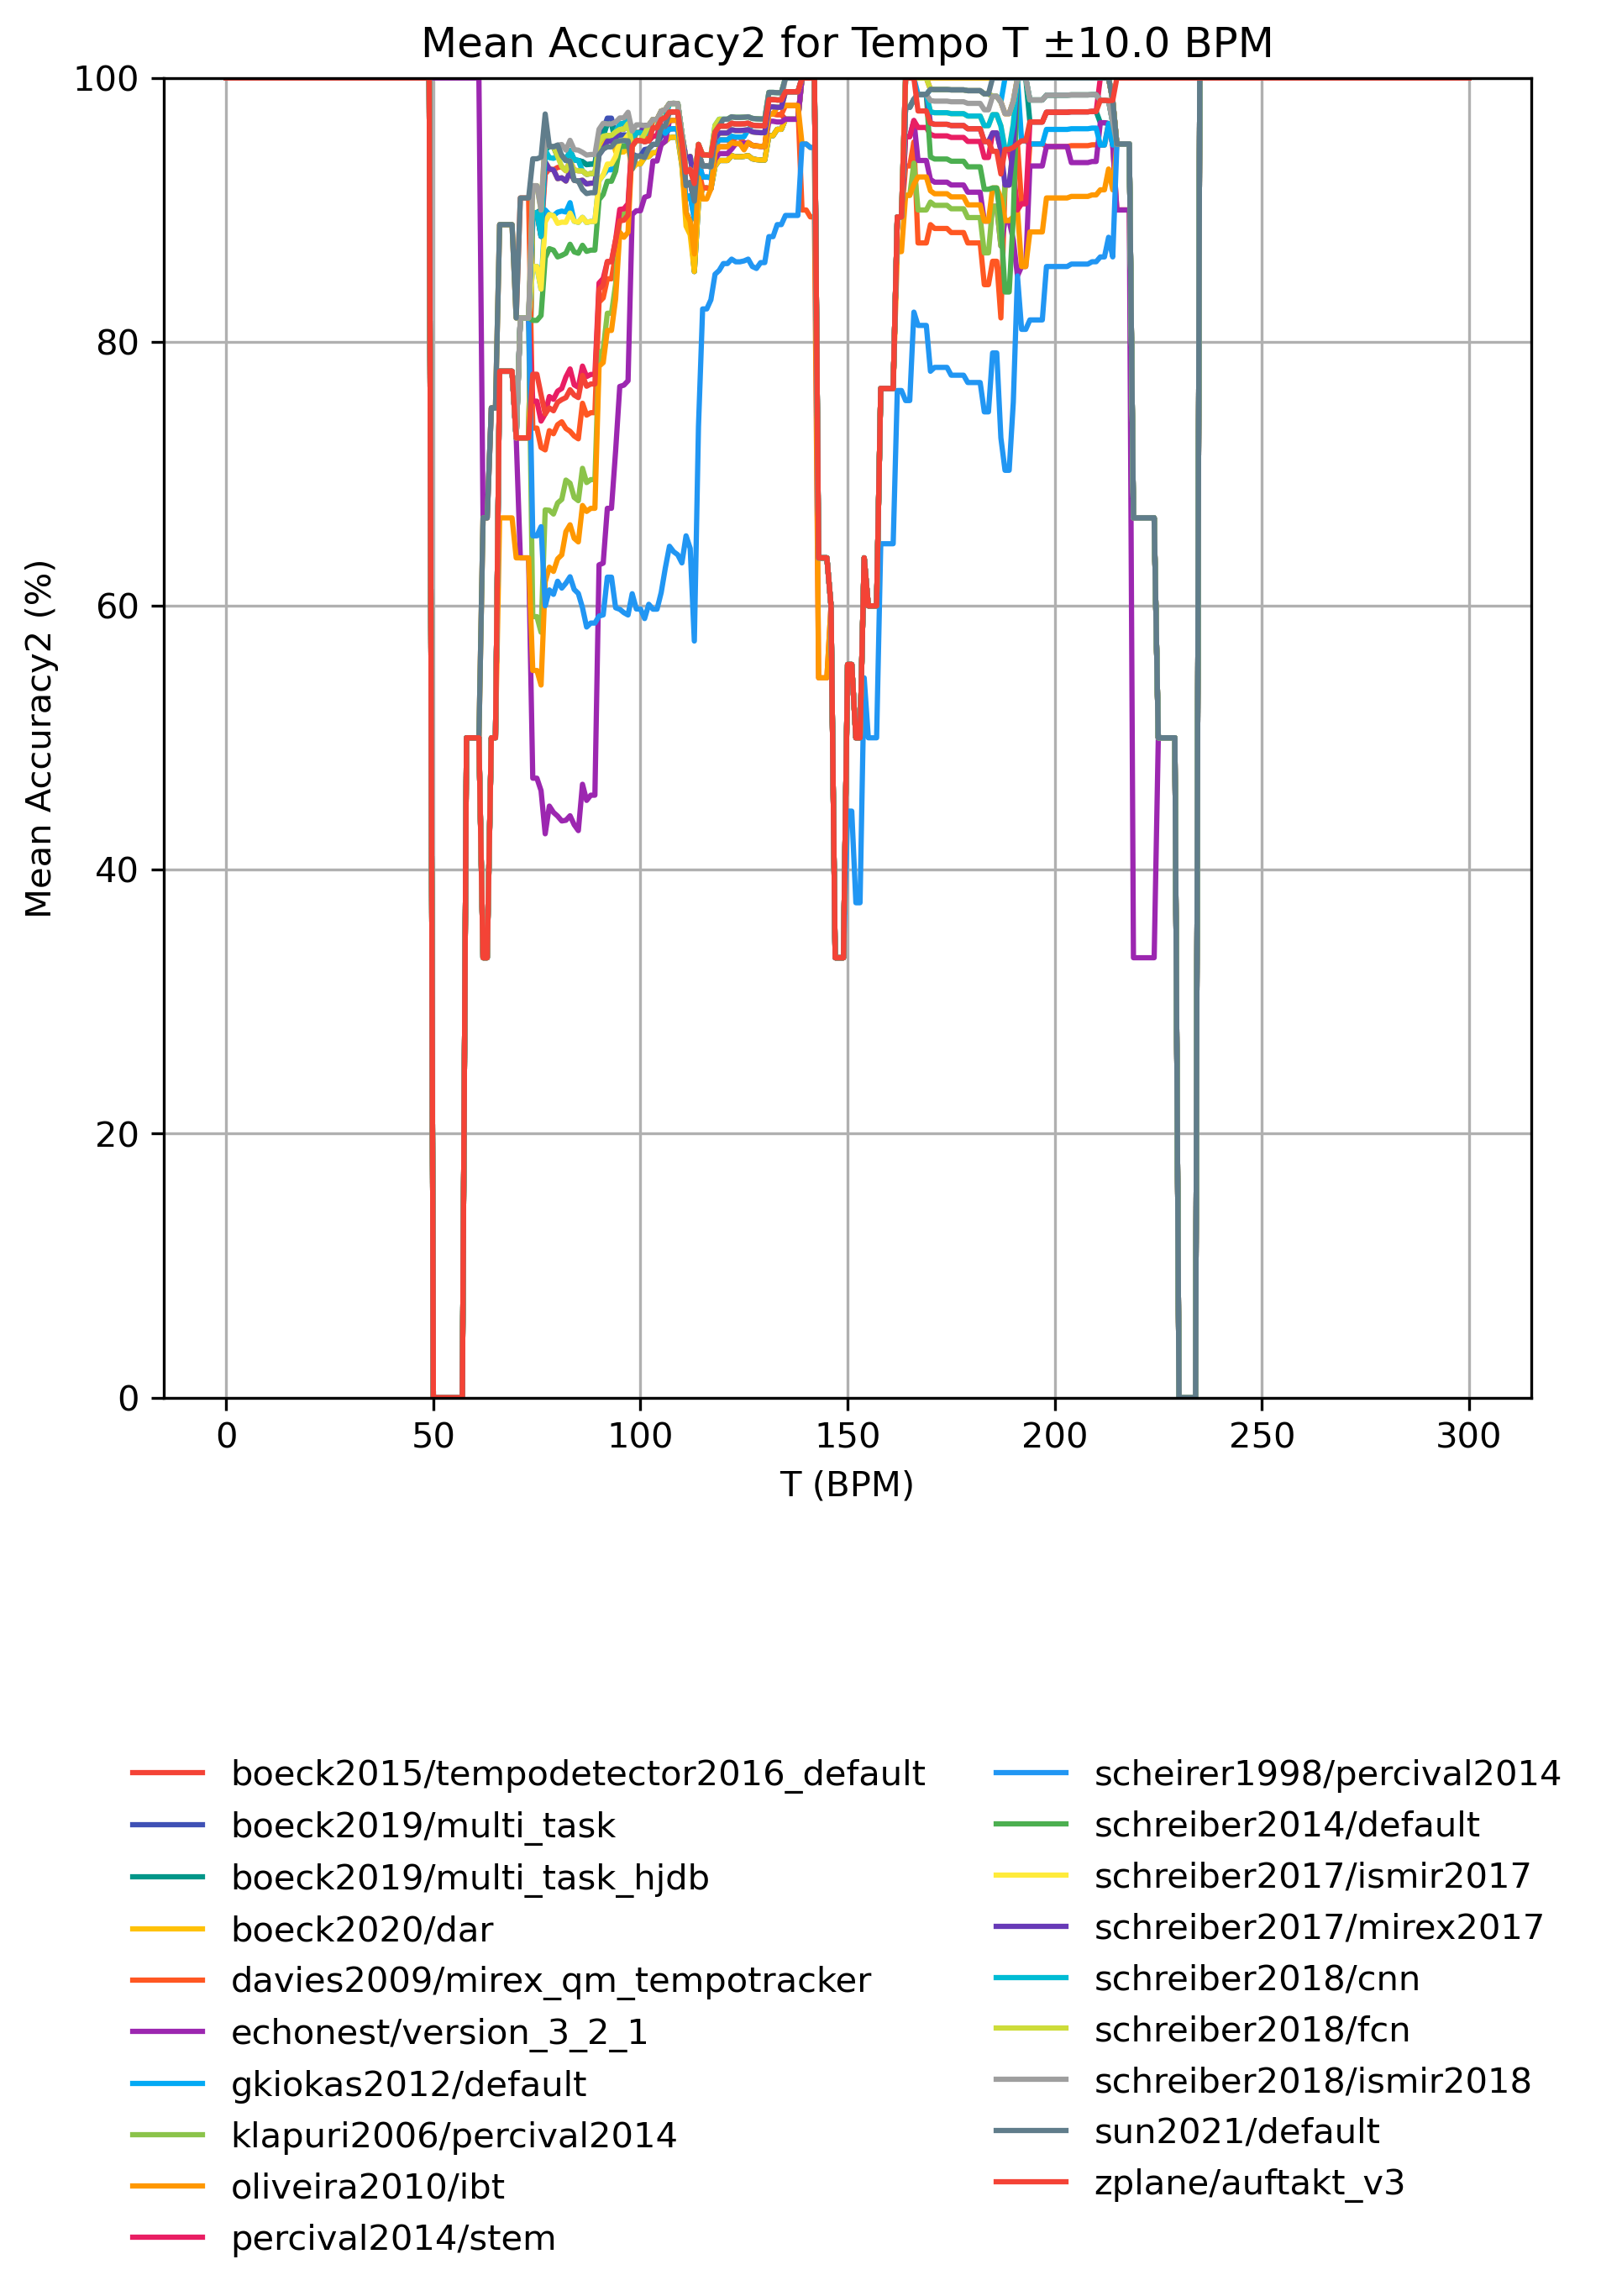 Mean Accuracy2 for Tempo T ±10.0 BPM
100
80
60
40
20
0
Mean Accuracy2 (%)
0 50 100 150 200 250 300
T (BPM)
boeck2015/tempodetector2016_default
boeck2019/multi_task
boeck2019/multi_task_hjdb
boeck2020/dar
davies2009/mirex_qm_tempotracker
echonest/version_3_2_1
gkiokas2012/default
klapuri2006/percival2014
oliveira2010/ibt
percival2014/stem
scheirer1998/percival2014
schreiber2014/default
schreiber2017/ismir2017
schreiber2017/mirex2017
schreiber2018/cnn
schreiber2018/fcn
schreiber2018/ismir2018
sun2021/default
zplane/auftakt_v3